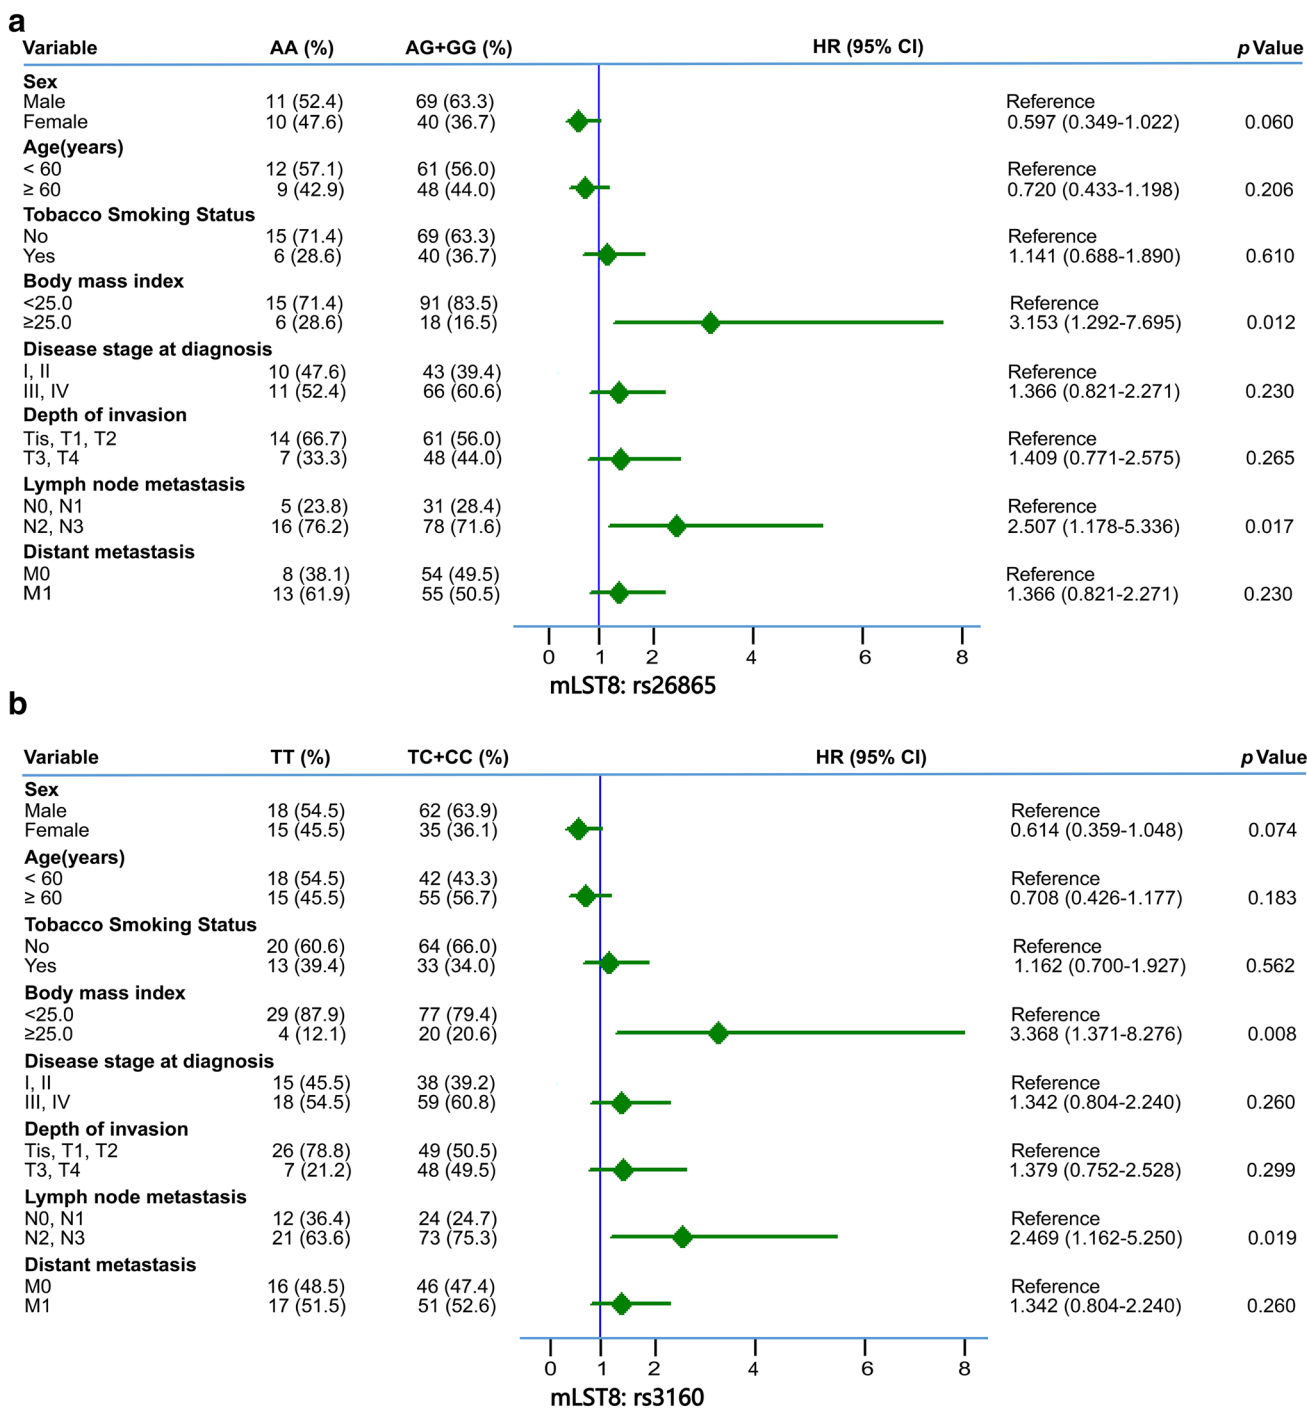 a
Variable AA (%) AG+GG (%) HR (95% CI) p Value
Sex
Male 11 (52.4) 69 (63.3) Reference
Female 10 (47.6) 40 (36.7) 0.597 (0.349-1.022) 0.060
Age(years)
< 60 12 (57.1) 61 (56.0) Reference
≥ 60 9 (42.9) 48 (44.0) 0.720 (0.433-1.198) 0.206
Tobacco Smoking Status
No 15 (71.4) 69 (63.3) Reference
Yes 6 (28.6) 40 (36.7) 1.141 (0.688-1.890) 0.610
Body mass index
<25.0 15 (71.4) 91 (83.5) Reference
≥25.0 6 (28.6) 18 (16.5) 3.153 (1.292-7.695) 0.012
Disease stage at diagnosis
I, II 10 (47.6) 43 (39.4) Reference
III, IV 11 (52.4) 66 (60.6) 1.366 (0.821-2.271) 0.230
Depth of invasion
Tis, T1, T2 14 (66.7) 61 (56.0) Reference
T3, T4 7 (33.3) 48 (44.0) 1.409 (0.771-2.575) 0.265
Lymph node metastasis
N0, N1 5 (23.8) 31 (28.4) Reference
N2, N3 16 (76.2) 78 (71.6) 2.507 (1.178-5.336) 0.017
Distant metastasis
M0 8 (38.1) 54 (49.5) Reference
M1 13 (61.9) 55 (50.5) 1.366 (0.821-2.271) 0.230
0 1 2 4 6 8
mLST8: rs26865
b
Variable TT (%) TC+CC (%) HR (95% CI) p Value
Sex
Male 18 (54.5) 62 (63.9) Reference
Female 15 (45.5) 35 (36.1) 0.614 (0.359-1.048) 0.074
Age(years)
< 60 18 (54.5) 42 (43.3) Reference
≥ 60 15 (45.5) 55 (56.7) 0.708 (0.426-1.177) 0.183
Tobacco Smoking Status
No 20 (60.6) 64 (66.0) Reference
Yes 13 (39.4) 33 (34.0) 1.162 (0.700-1.927) 0.562
Body mass index
<25.0 29 (87.9) 77 (79.4) Reference
≥25.0 4 (12.1) 20 (20.6) 3.368 (1.371-8.276) 0.008
Disease stage at diagnosis
I, II 15 (45.5) 38 (39.2) Reference
III, IV 18 (54.5) 59 (60.8) 1.342 (0.804-2.240) 0.260
Depth of invasion
Tis, T1, T2 26 (78.8) 49 (50.5) Reference
T3, T4 7 (21.2) 48 (49.5) 1.379 (0.752-2.528) 0.299
Lymph node metastasis
N0, N1 12 (36.4) 24 (24.7) Reference
N2, N3 21 (63.6) 73 (75.3) 2.469 (1.162-5.250) 0.019
Distant metastasis
M0 16 (48.5) 46 (47.4) Reference
M1 17 (51.5) 51 (52.6) 1.342 (0.804-2.240) 0.260
0 1 2 4 6 8
mLST8: rs3160